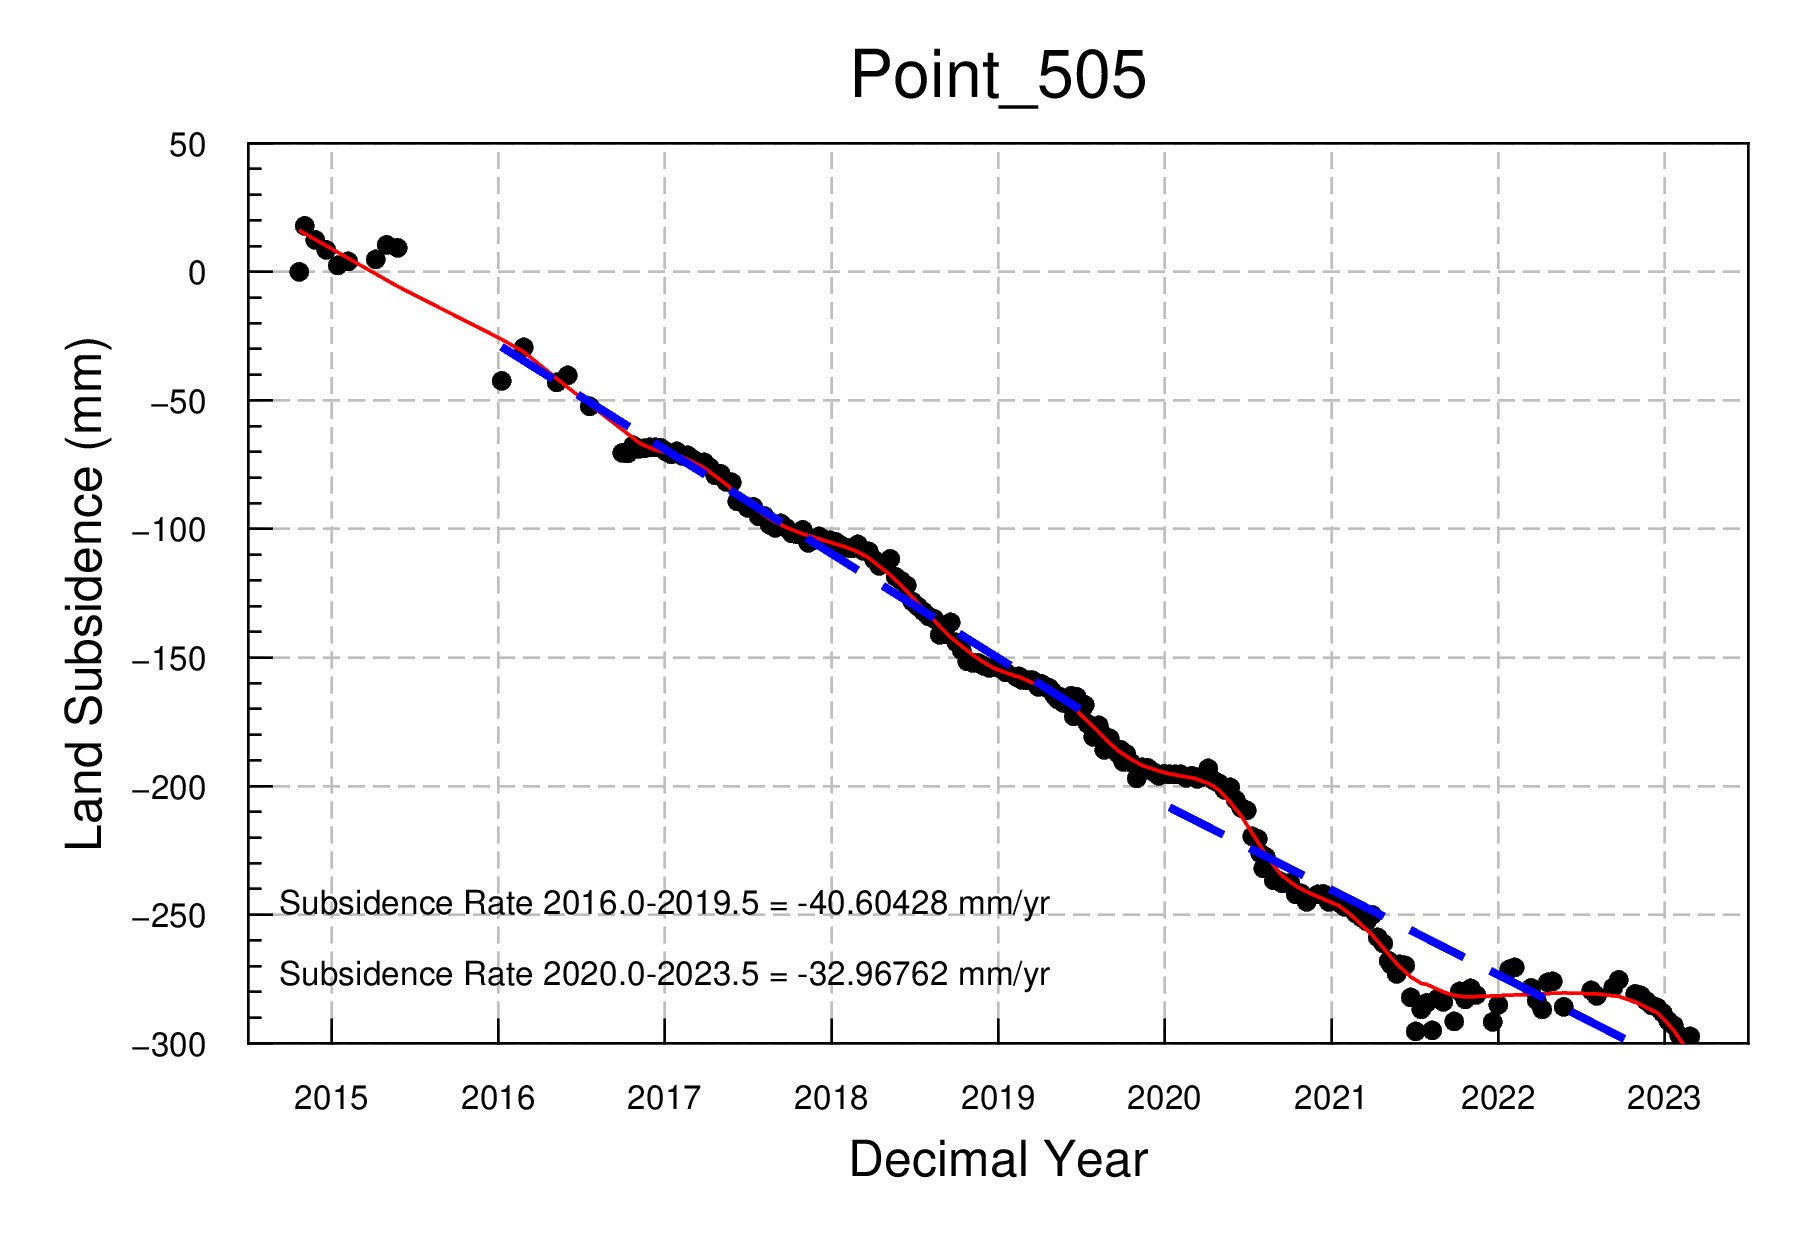 Point_505
50
0
−50
−100
−150
−200
−250
−300
Land Subsidence (mm)
Subsidence Rate 2016.0-2019.5 = -40.60428 mm/yr
Subsidence Rate 2020.0-2023.5 = -32.96762 mm/yr
2015 2016 2017 2018 2019 2020 2021 2022 2023
Decimal Year